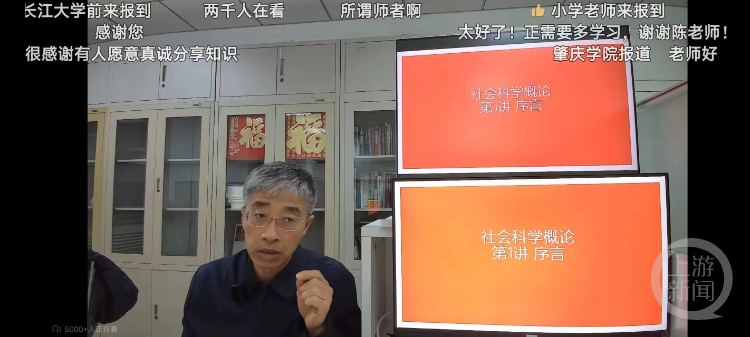 长江大学前来报到
两千人在看
所谓师者啊
小学老师来报到
感谢您
太好了！正需要多学习，谢谢陈老师！
很感谢有人愿意真诚分享知识
肇庆学院报道
老师好
福
福
社会科学概论
第1讲 序言
社会科学概论
第1讲 序言
上游新闻
5000+人正在看